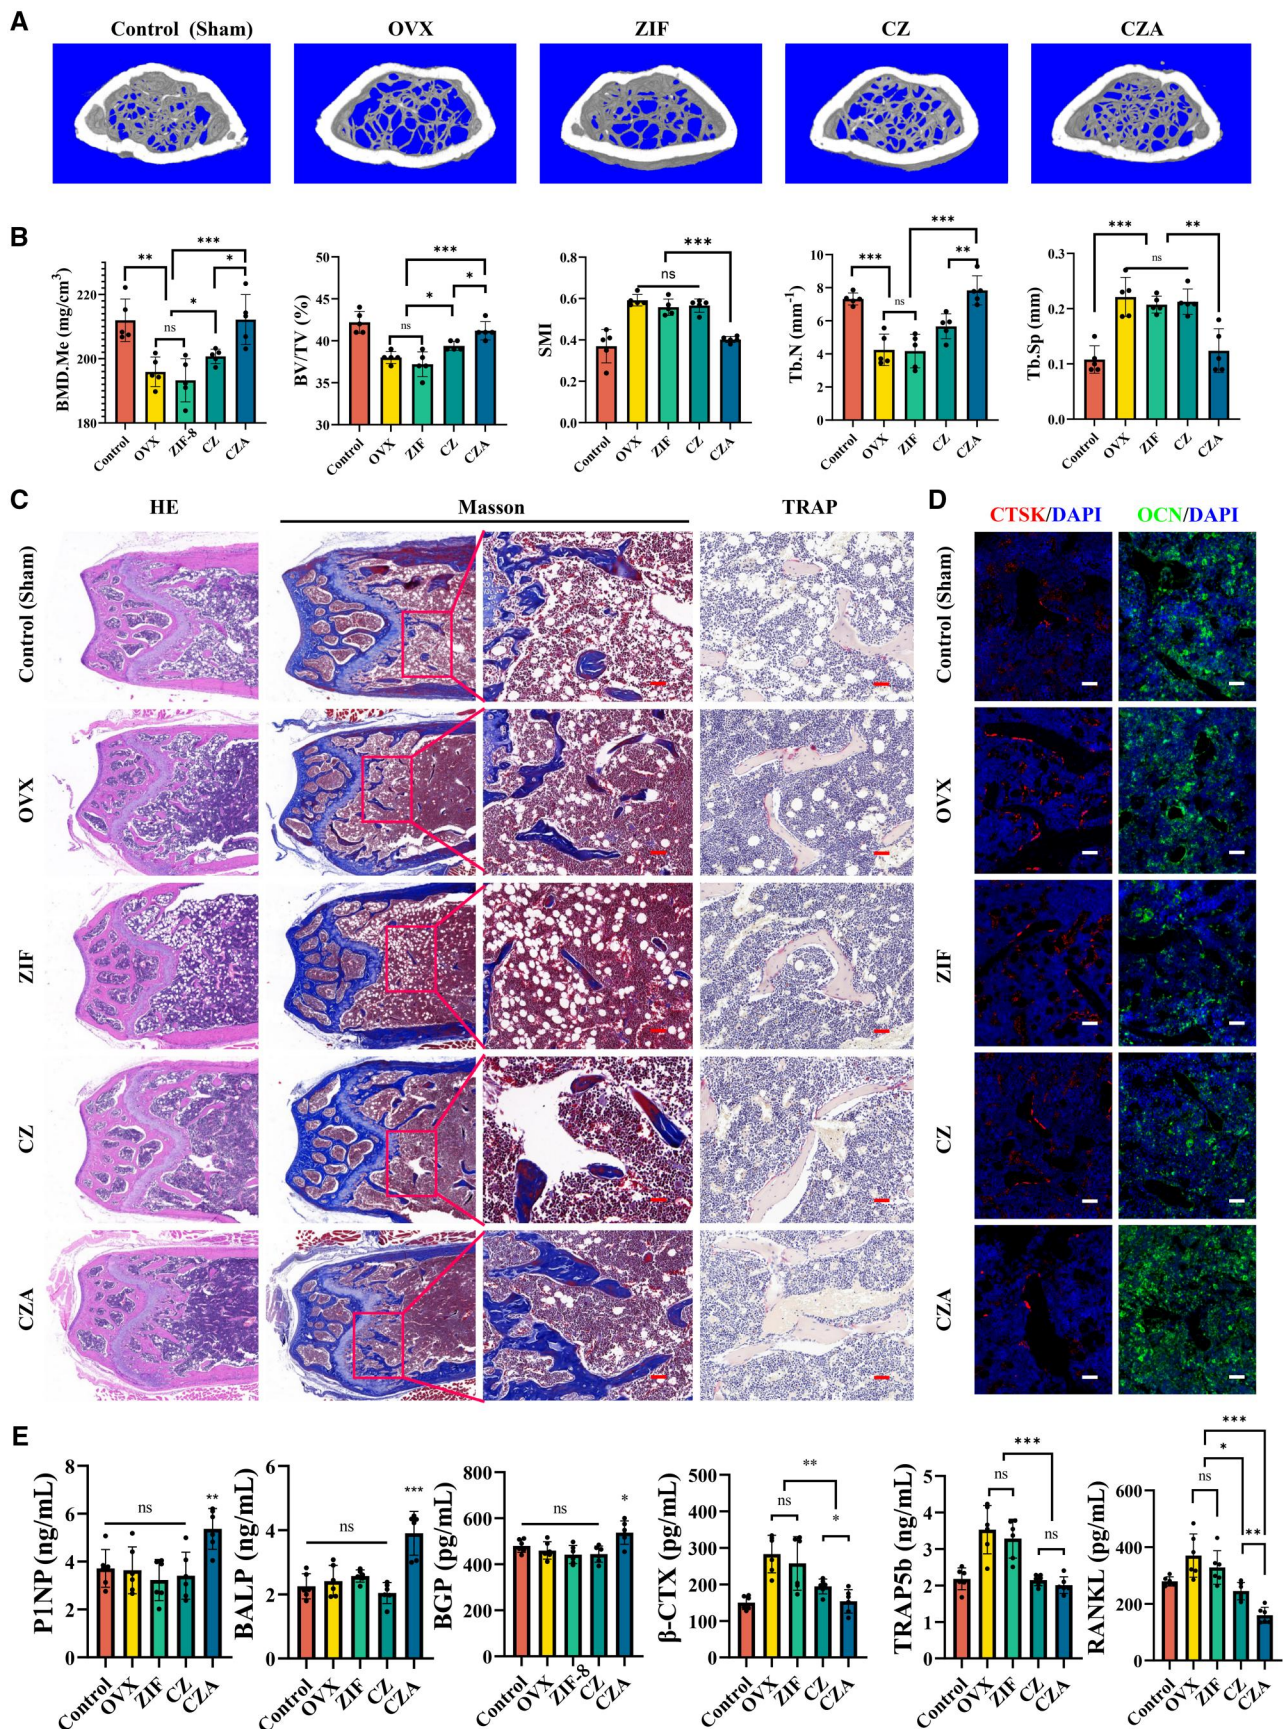 A
Control (Sham) OVX ZIF CZ CZA
B
BMD.Me (mg/cm³)
220
200
180
** *** * * ns
Control OVX ZIF-8 CZ CZA
BV/TV (%)
50
45
40
35
30
*** * * ns
Control OVX ZIF CZ CZA
SMI
0.8
0.6
0.4
0.2
0.0
*** ns
Control OVX ZIF CZ CZA
Tb.N (mm⁻¹)
10
8
6
4
2
0
*** *** ** ns
Control OVX ZIF CZ CZA
Tb.Sp (mm)
0.3
0.2
0.1
0.0
*** ** ns
Control OVX ZIF CZ CZA
C
HE Masson TRAP
Control (Sham)
OVX
ZIF
CZ
CZA
D
CTSK/DAPI OCN/DAPI
Control (Sham)
OVX
ZIF
CZ
CZA
E
P1NP (ng/mL)
8
6
4
2
0
ns **
Control OVX ZIF CZ CZA
BALP (ng/mL)
6
4
2
0
ns ***
Control OVX ZIF CZ CZA
BGP (pg/mL)
800
600
400
200
0
ns *
Control OVX ZIF-8 CZ CZA
β-CTX (pg/mL)
500
400
300
200
100
0
** ns *
Control OVX ZIF CZ CZA
TRAP5b (ng/mL)
5
4
3
2
1
0
*** ns ns
Control OVX ZIF CZ CZA
RANKL (pg/mL)
600
400
200
0
*** * ns **
Control OVX ZIF CZ CZA